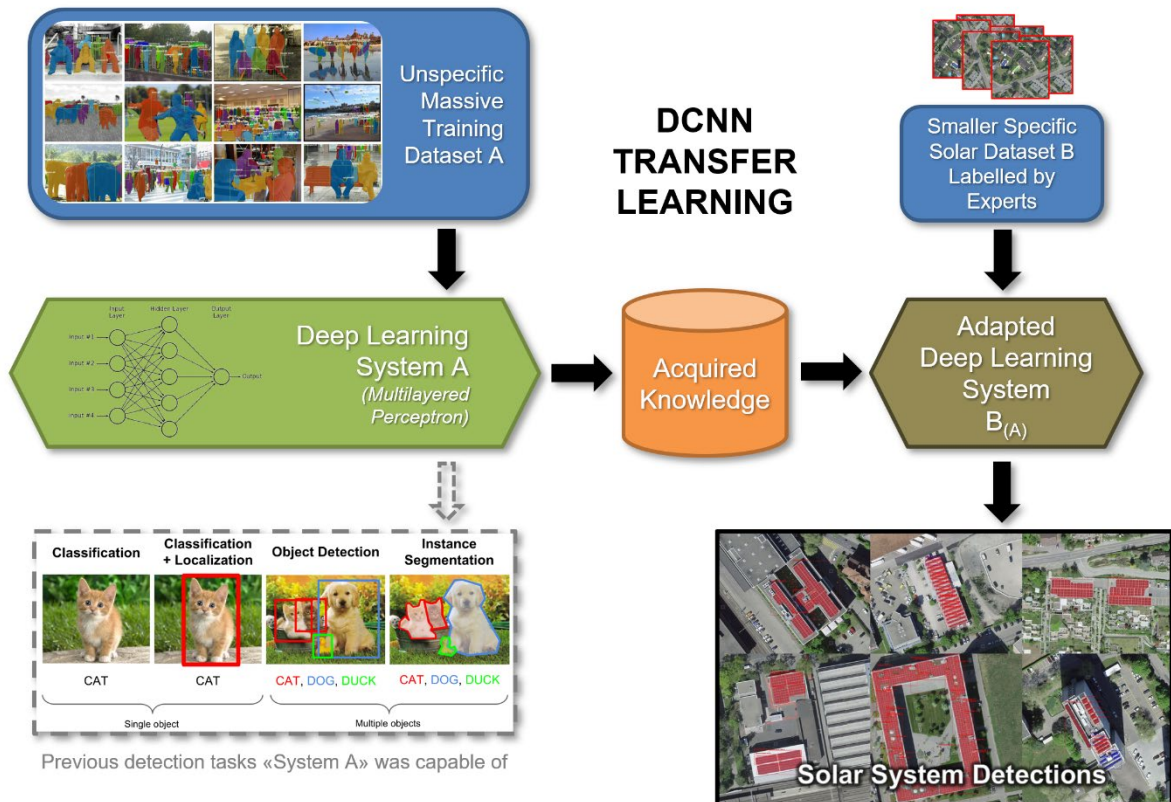 Unspecific
Massive
Training
Dataset A
DCNN
TRANSFER
LEARNING
Smaller Specific
Solar Dataset B
Labelled by
Experts
Input
Layer
Hidden Layer
Output
Layer
Input #1
Input #2
Input #3
Input #4
Output
Deep Learning
System A
(Multilayered
Perceptron)
Acquired
Knowledge
Adapted
Deep Learning
System
B(A)
Classification
Classification
+ Localization
Object Detection
Instance
Segmentation
CAT
CAT
CAT, DOG, DUCK
CAT, DOG, DUCK
Single object
Multiple objects
Previous detection tasks «System A» was capable of
Solar System Detections